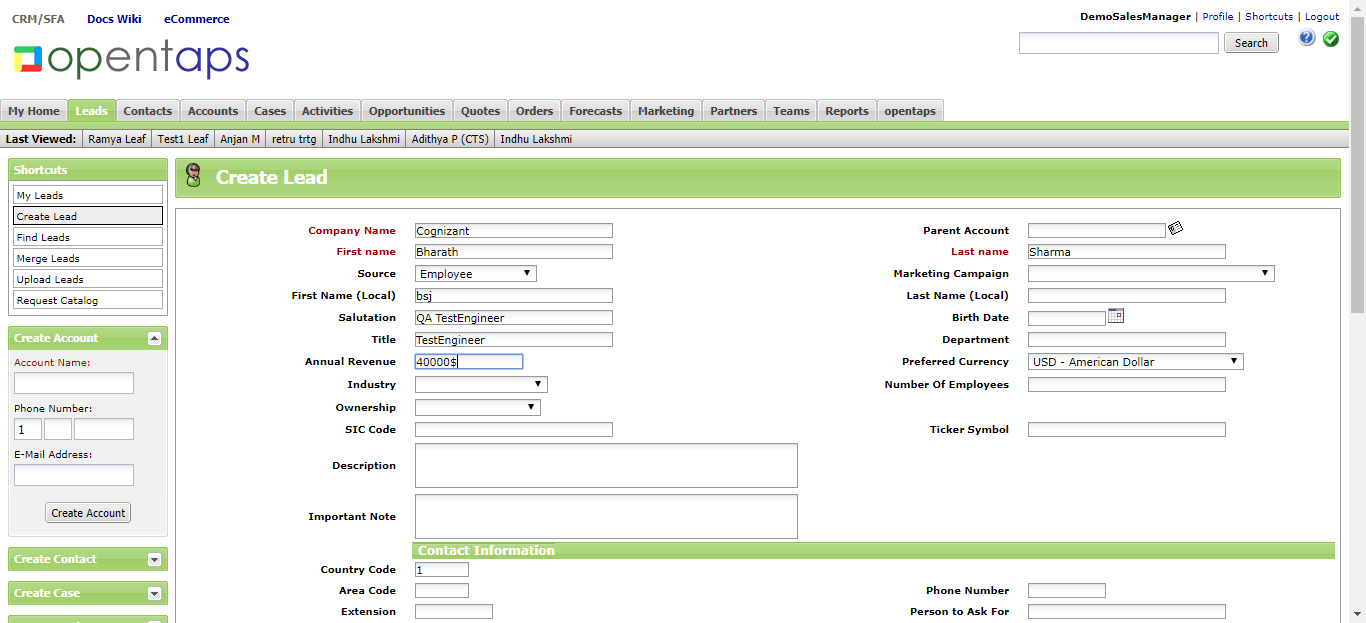 CRM/SFA Docs Wiki eCommerce
DemoSalesManager | Profile | Shortcuts | Logout
opentaps
Search
My Home Leads Contacts Accounts Cases Activities Opportunities Quotes Orders Forecasts Marketing Partners Teams Reports opentaps
Last Viewed: Ramya Leaf Test1 Leaf Anjan M retru trtg Indhu Lakshmi Adithya P (CTS) Indhu Lakshmi
Shortcuts
My Leads
Create Lead
Find Leads
Merge Leads
Upload Leads
Request Catalog
Create Account
Account Name:
Phone Number:
1
E-Mail Address:
Create Account
Create Contact
Create Case
Create Lead
Company Name Cognizant Parent Account
First name Bharath Last name Sharma
Source Employee Marketing Campaign
First Name (Local) bsj Last Name (Local)
Salutation QA TestEngineer Birth Date
Title TestEngineer Department
Annual Revenue 40000$ Preferred Currency USD - American Dollar
Industry Number Of Employees
Ownership
SIC Code Ticker Symbol
Description
Important Note
Contact Information
Country Code 1
Area Code Phone Number
Extension Person to Ask For